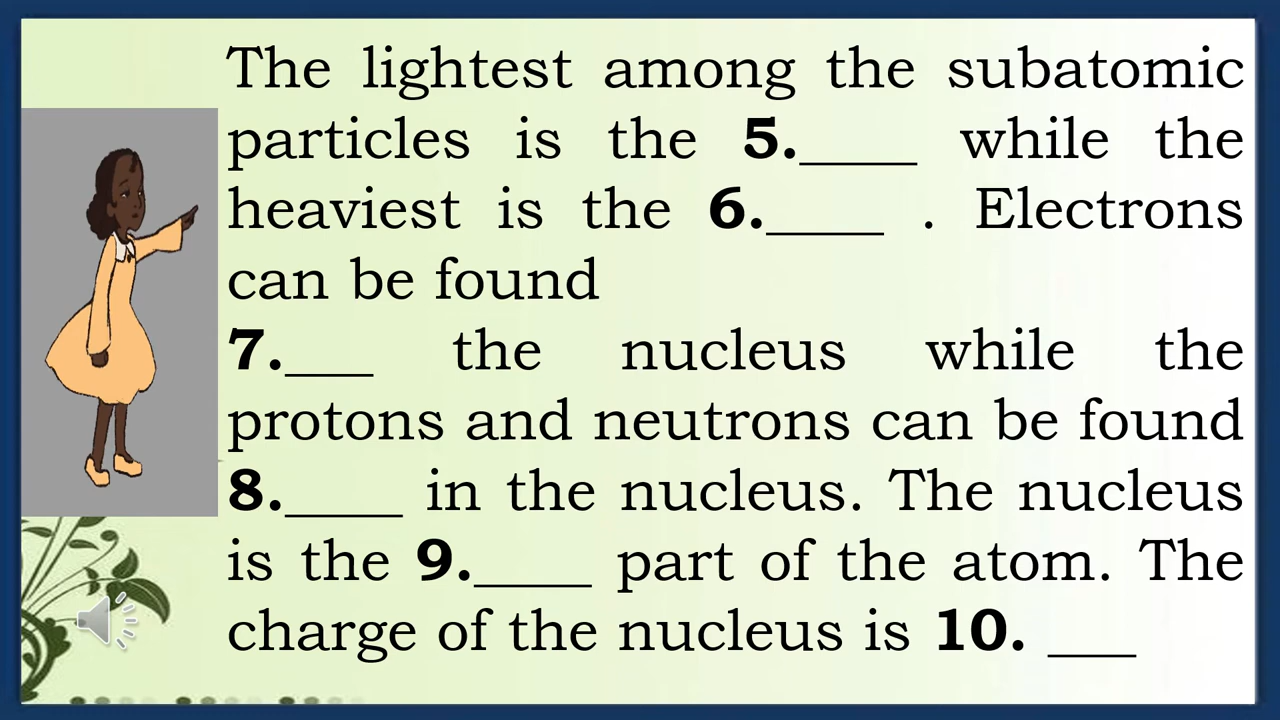 The lightest among the subatomic
particles is the 5.____ while the
heaviest is the 6.____ . Electrons
can be found
7.___ the nucleus while the
protons and neutrons can be found
8.____ in the nucleus. The nucleus
is the 9.____ part of the atom. The
charge of the nucleus is 10. ___